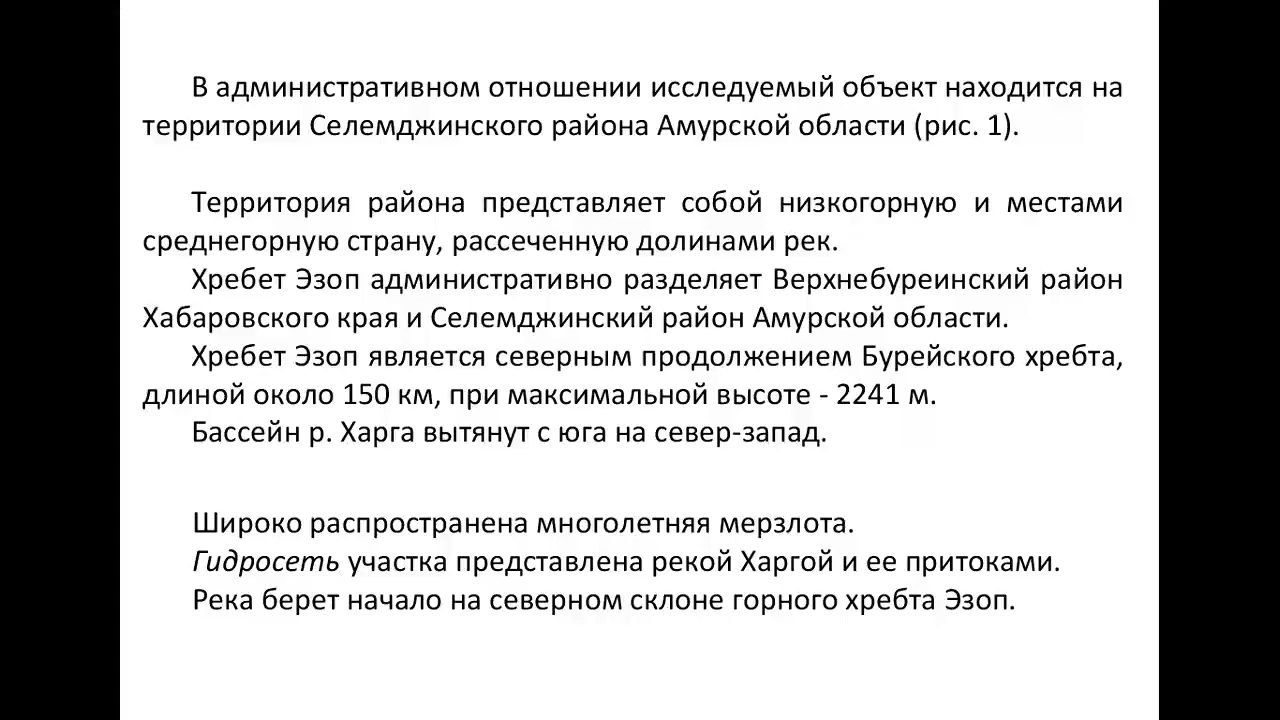 В административном отношении исследуемый объект находится на
территории Селемджинского района Амурской области (рис. 1).
Территория района представляет собой низкогорную и местами
среднегорную страну, рассеченную долинами рек.
Хребет Эзоп административно разделяет Верхнебуреинский район
Хабаровского края и Селемджинский район Амурской области.
Хребет Эзоп является северным продолжением Бурейского хребта,
длиной около 150 км, при максимальной высоте - 2241 м.
Бассейн р. Харга вытянут с юга на север-запад.
Широко распространена многолетняя мерзлота.
Гидросеть участка представлена рекой Харгой и ее притоками.
Река берет начало на северном склоне горного хребта Эзоп.